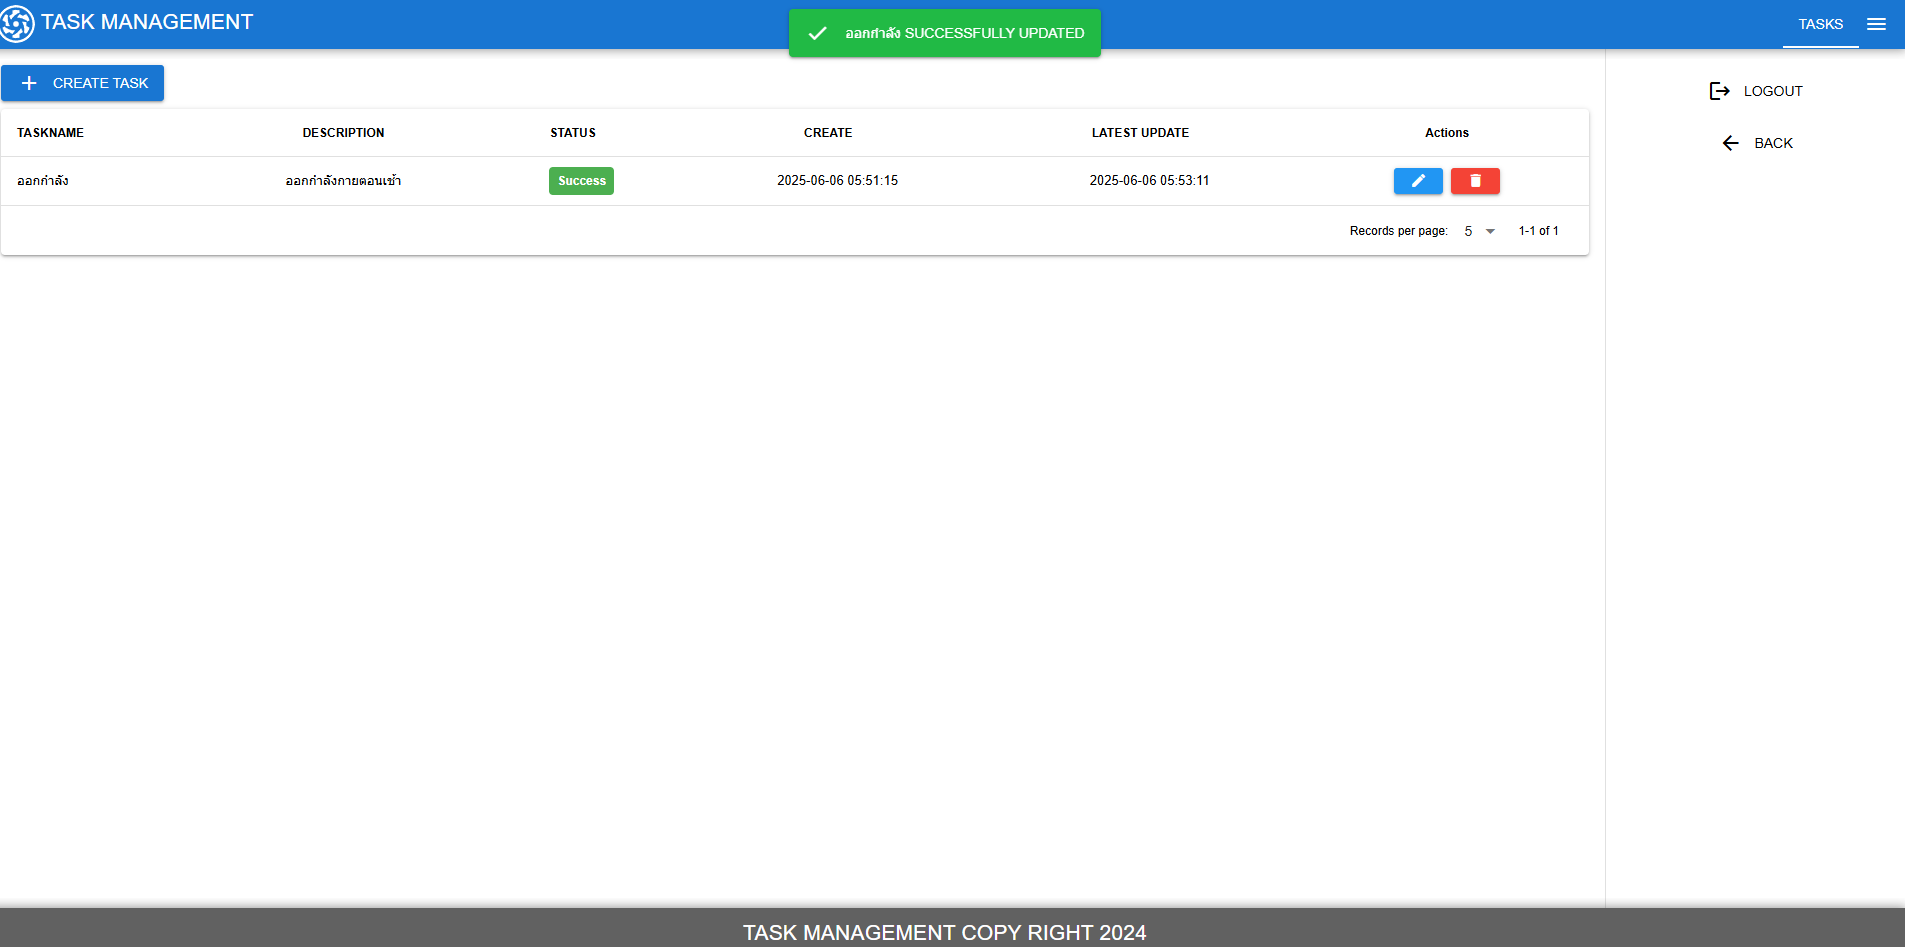 TASK MANAGEMENT
ออกกำลัง SUCCESSFULLY UPDATED
TASKS
CREATE TASK
LOGOUT
BACK
TASKNAME DESCRIPTION STATUS CREATE LATEST UPDATE Actions
ออกกำลัง ออกกำลังกายตอนเช้า Success 2025-06-06 05:51:15 2025-06-06 05:53:11
Records per page: 5 1-1 of 1
TASK MANAGEMENT COPY RIGHT 2024